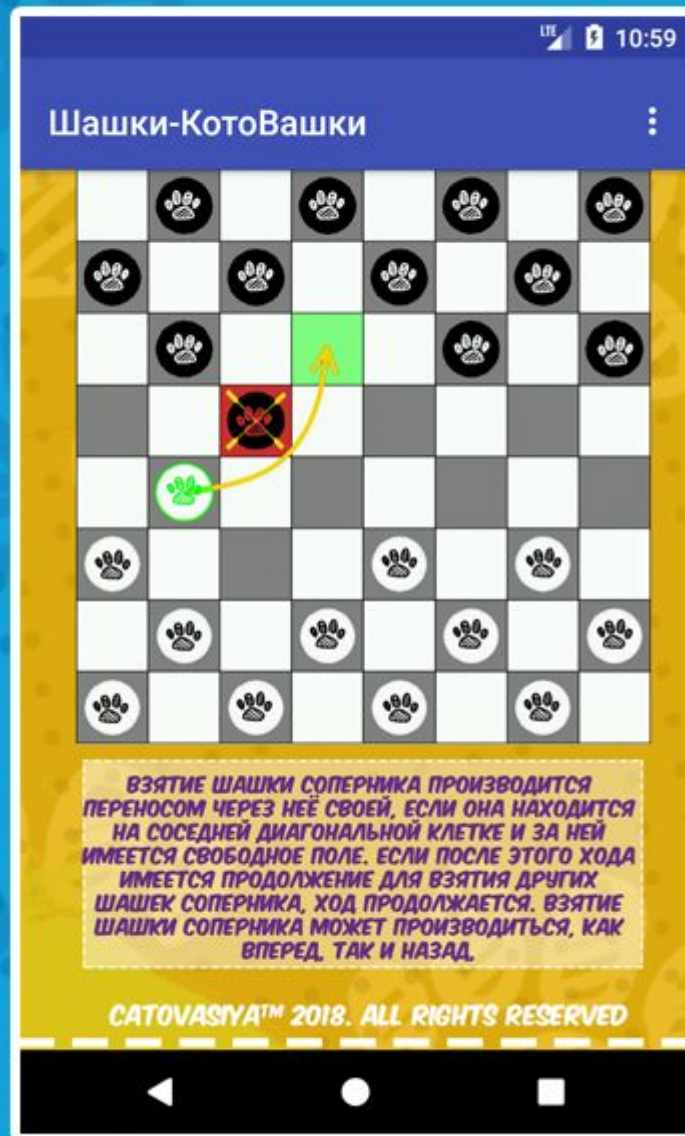 LTE 10:59
Шашки-КотоВашки
ВЗЯТИЕ ШАШКИ СОПЕРНИКА ПРОИЗВОДИТСЯ
ПЕРЕНОСОМ ЧЕРЕЗ НЕЁ СВОЕЙ, ЕСЛИ ОНА НАХОДИТСЯ
НА СОСЕДНЕЙ ДИАГОНАЛЬНОЙ КЛЕТКЕ И ЗА НЕЙ
ИМЕЕТСЯ СВОБОДНОЕ ПОЛЕ. ЕСЛИ ПОСЛЕ ЭТОГО ХОДА
ИМЕЕТСЯ ПРОДОЛЖЕНИЕ ДЛЯ ВЗЯТИЯ ДРУГИХ
ШАШЕК СОПЕРНИКА, ХОД ПРОДОЛЖАЕТСЯ. ВЗЯТИЕ
ШАШКИ СОПЕРНИКА МОЖЕТ ПРОИЗВОДИТЬСЯ, КАК
ВПЕРЕД, ТАК И НАЗАД.
CATOVASIYA™ 2018. ALL RIGHTS RESERVED